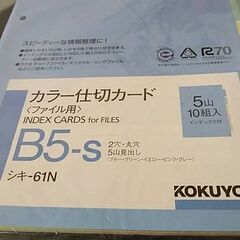 スピーディーな情報整理に!
R70
カラー仕切カード
〈ファイル用〉
INDEX CARDS for FILES
B5-S
シキ-61N
2穴・丸穴
5山見出し
(ブルー・グリーン・イエロー・ピンク・グレー)
5山
10組入
インデックス付
KOKUYO